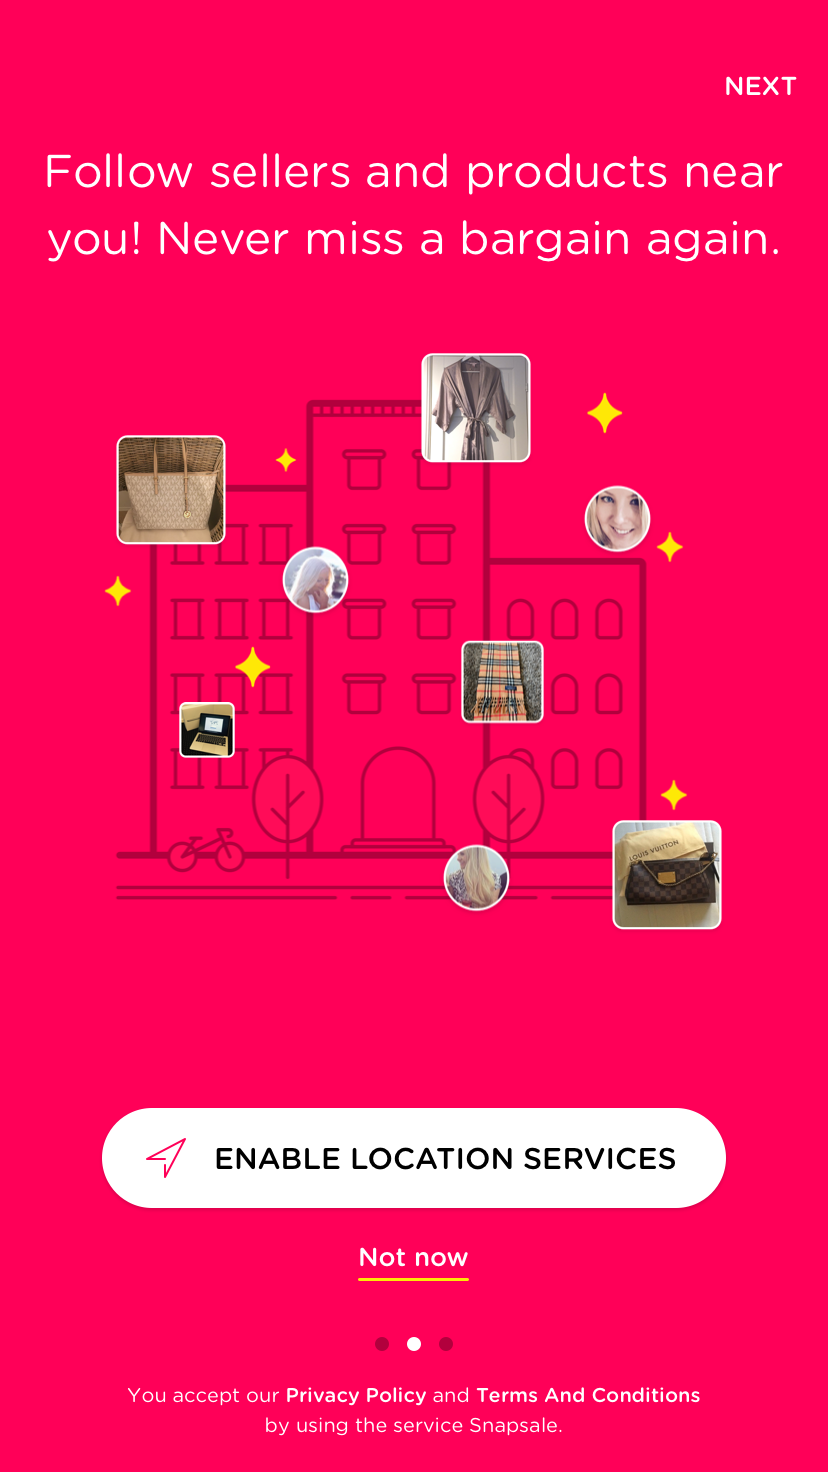 NEXT
Follow sellers and products near
you! Never miss a bargain again.
LOUIS VUITTON
ENABLE LOCATION SERVICES
Not now
You accept our Privacy Policy and Terms And Conditions
by using the service Snapsale.